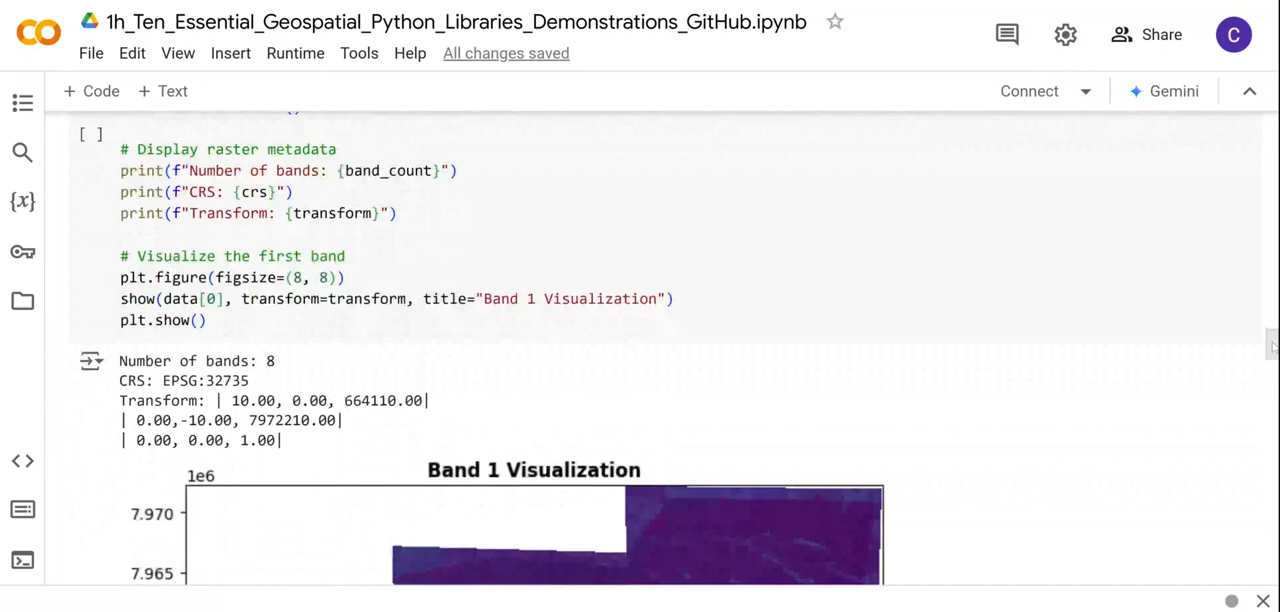 1h_Ten_Essential_Geospatial_Python_Libraries_Demonstrations_GitHub.ipynb
File Edit View Insert Runtime Tools Help All changes saved
Share
C
+ Code + Text
Connect
Gemini
[ ]
# Display raster metadata
print(f"Number of bands: {band_count}")
print(f"CRS: {crs}")
print(f"Transform: {transform}")
# Visualize the first band
plt.figure(figsize=(8, 8))
show(data[0], transform=transform, title="Band 1 Visualization")
plt.show()
Number of bands: 8
CRS: EPSG:32735
Transform: | 10.00, 0.00, 664110.00|
| 0.00,-10.00, 7972210.00|
| 0.00, 0.00, 1.00|
Band 1 Visualization
1e6
7.970
7.965